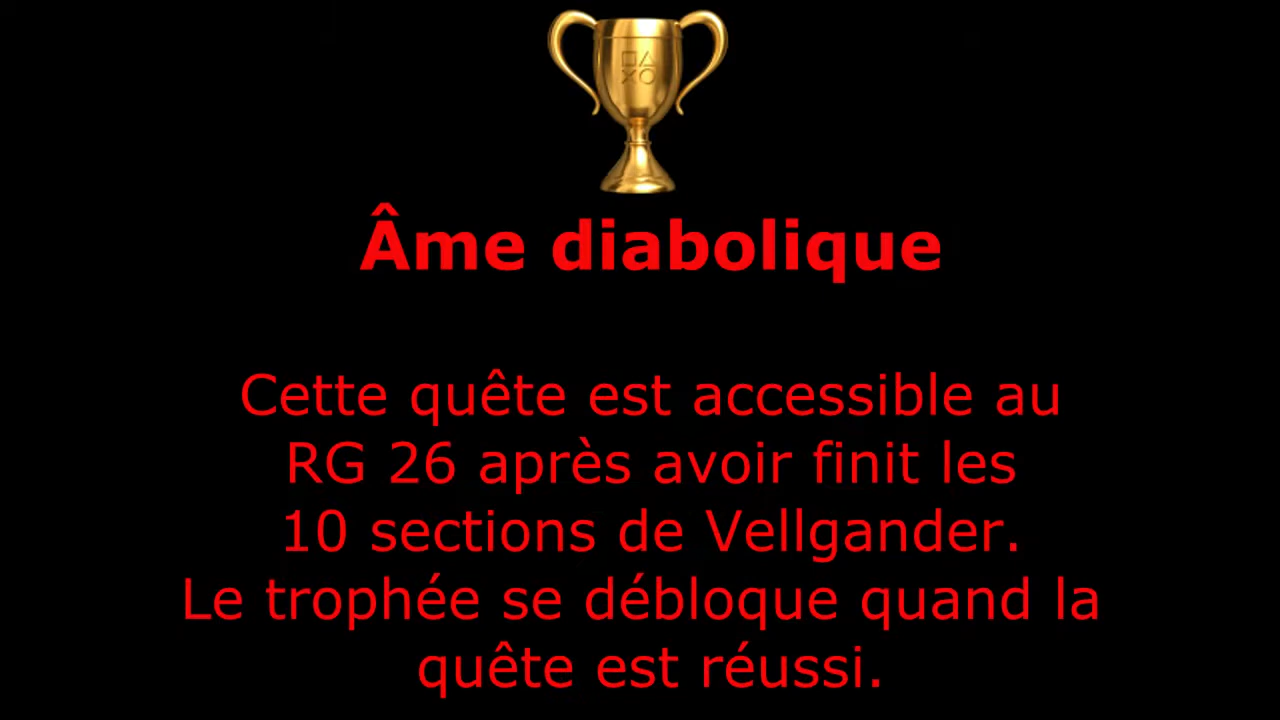 Âme diabolique
Cette quête est accessible au
RG 26 après avoir finit les
10 sections de Vellgander.
Le trophée se débloque quand la
quête est réussi.